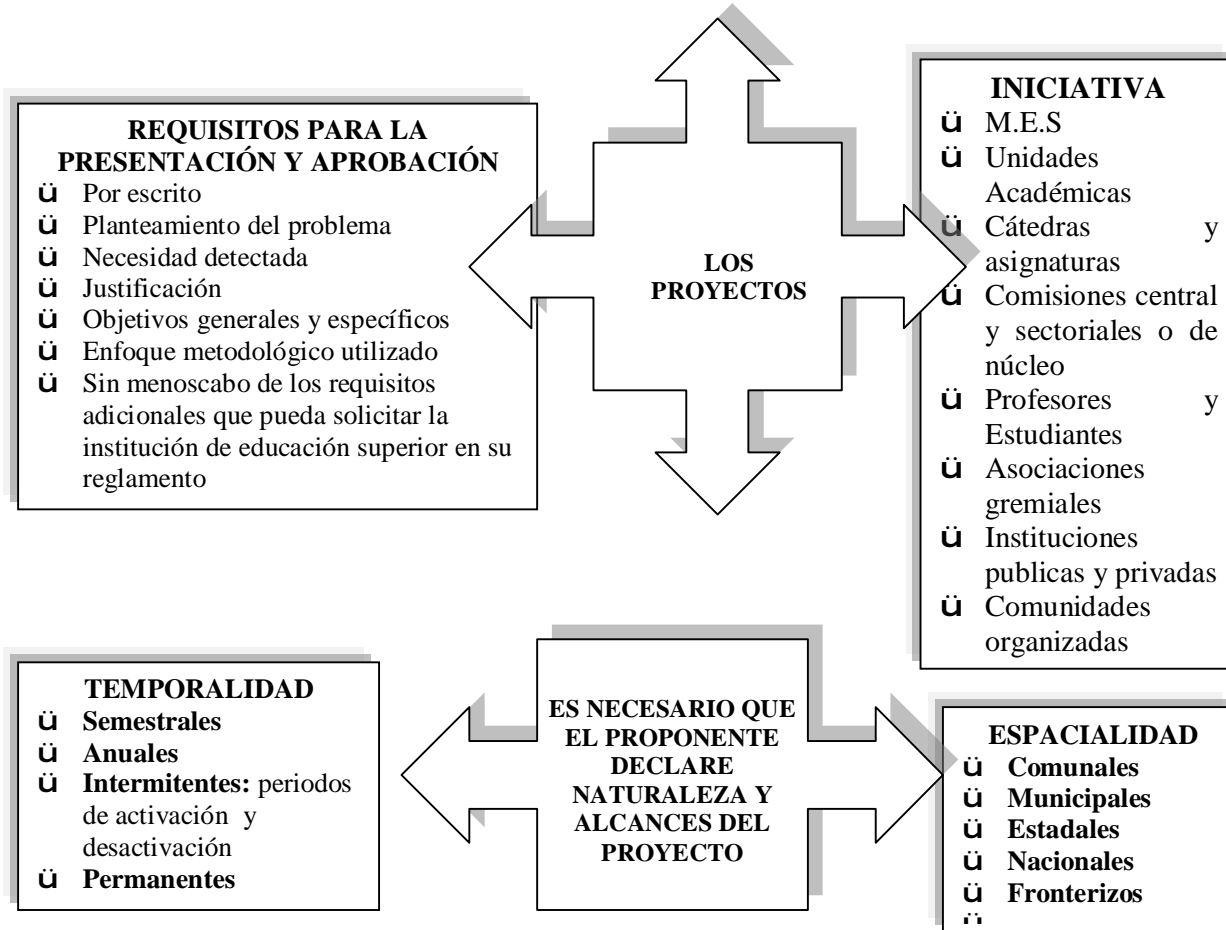 REQUISITOS PARA LA
PRESENTACIÓN Y APROBACIÓN
ü Por escrito
ü Planteamiento del problema
ü Necesidad detectada
ü Justificación
ü Objetivos generales y específicos
ü Enfoque metodológico utilizado
ü Sin menoscabo de los requisitos
adicionales que pueda solicitar la
institución de educación superior en su
reglamento
LOS
PROYECTOS
INICIATIVA
ü M.E.S
ü Unidades
Académicas
ü Cátedras y
asignaturas
ü Comisiones central
y sectoriales o de
núcleo
ü Profesores y
Estudiantes
ü Asociaciones
gremiales
ü Instituciones
publicas y privadas
ü Comunidades
organizadas
TEMPORALIDAD
ü Semestrales
ü Anuales
ü Intermitentes: periodos
de activación y
desactivación
ü Permanentes
ES NECESARIO QUE
EL PROPONENTE
DECLARE
NATURALEZA Y
ALCANCES DEL
PROYECTO
ESPACIALIDAD
ü Comunales
ü Municipales
ü Estadales
ü Nacionales
ü Fronterizos